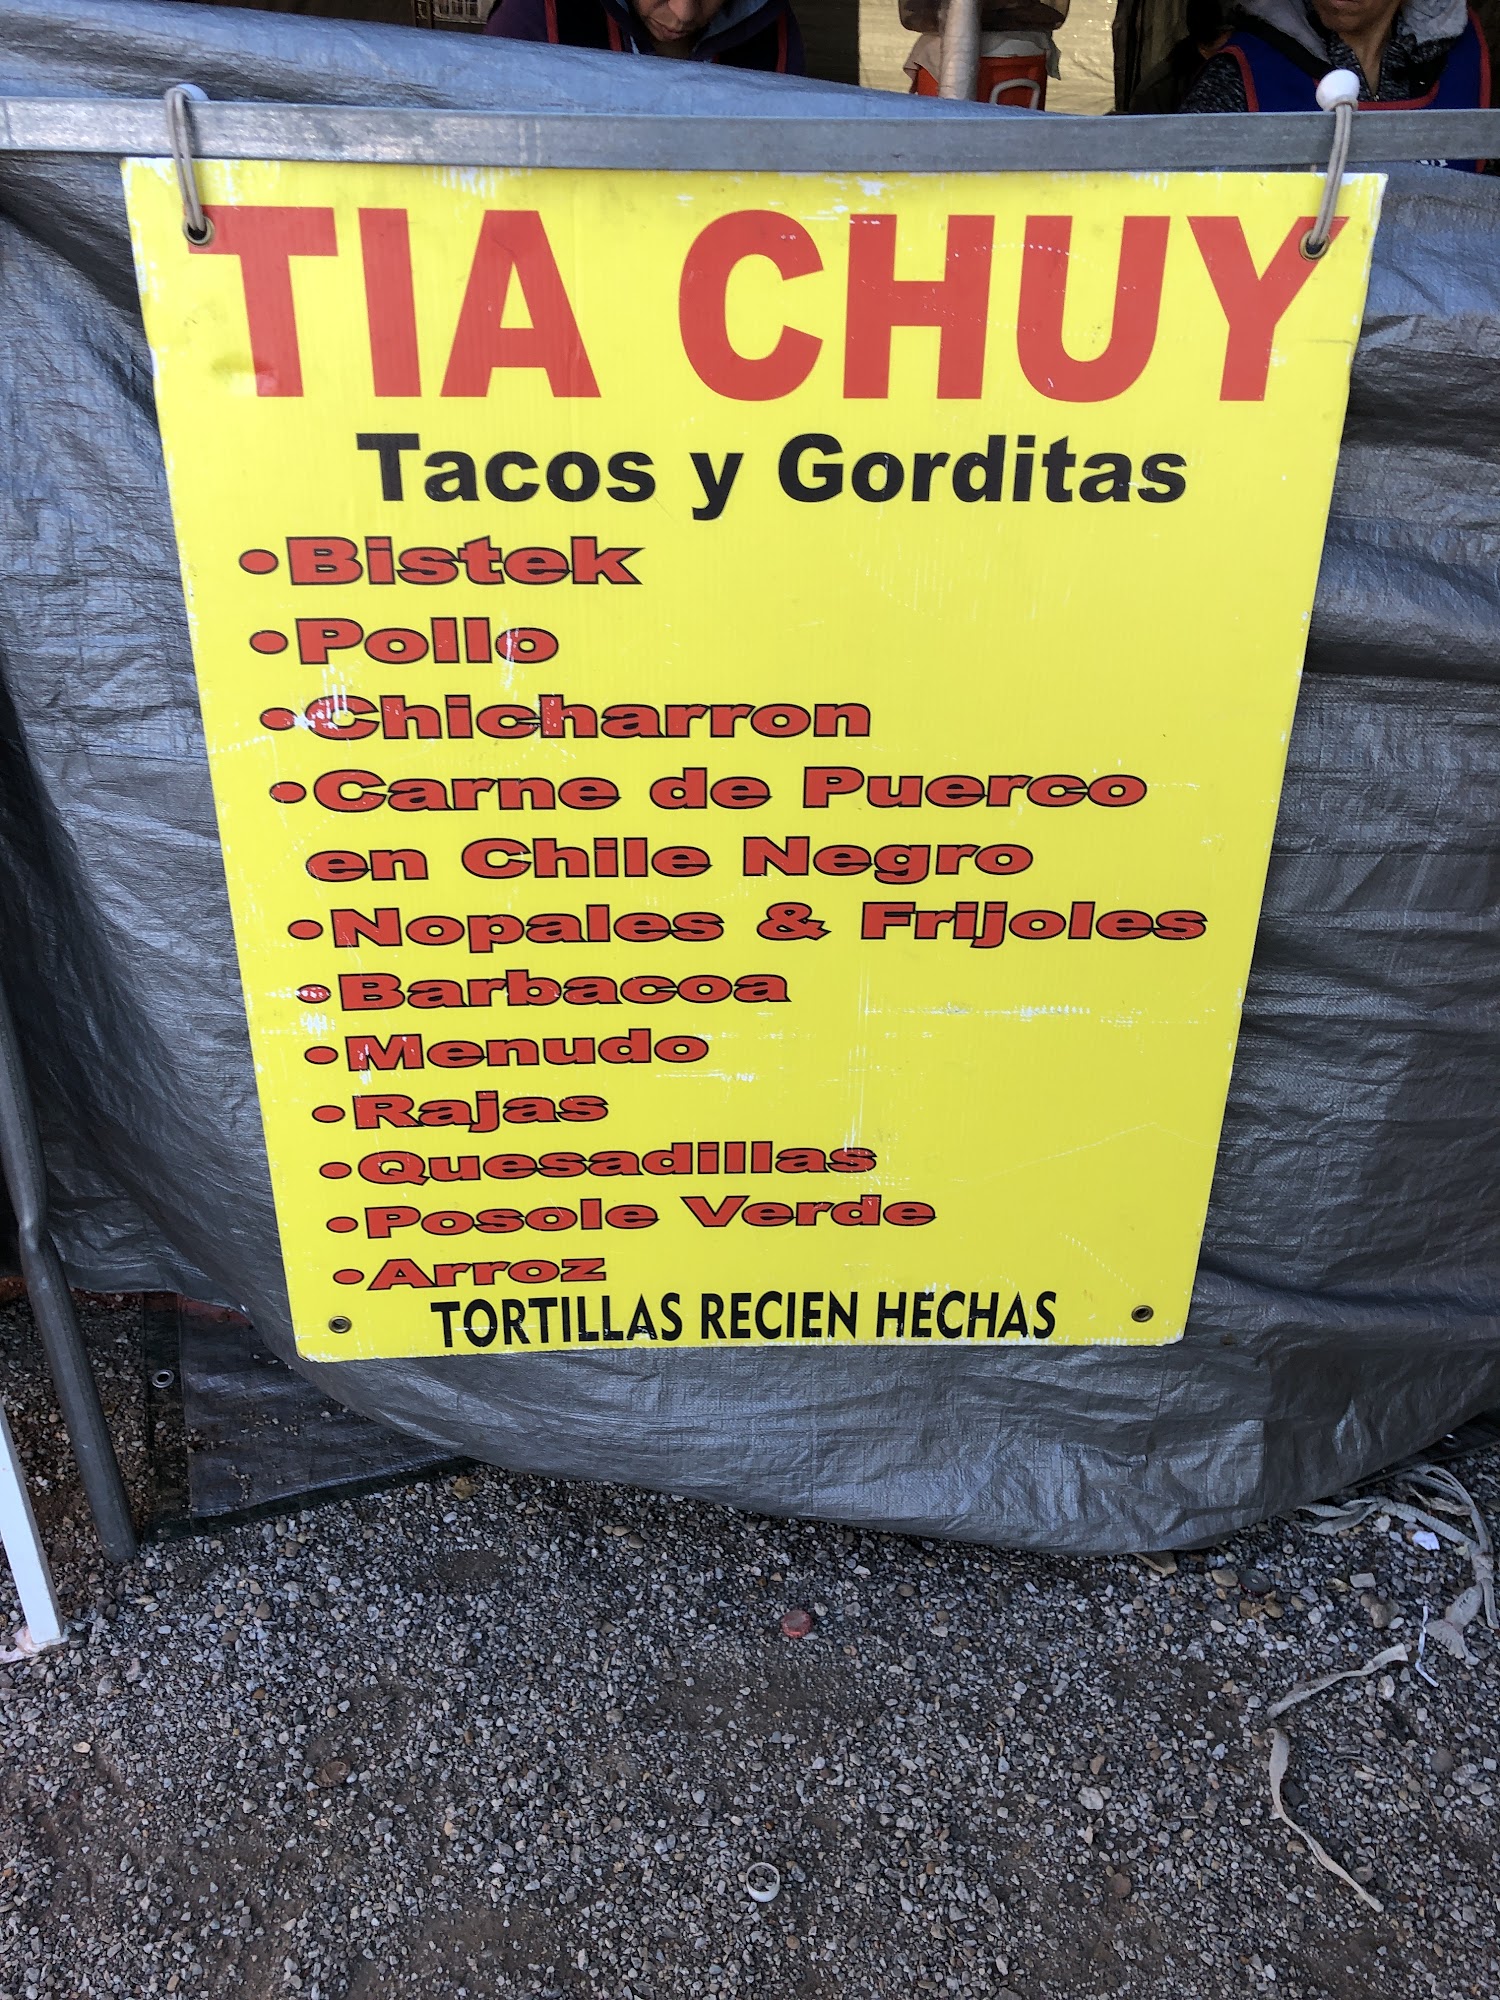 TIA CHUY
Tacos y Gorditas
•Bistek
•Pollo
•Chicharron
•Carne de Puerco
en Chile Negro
•Nopales & Frijoles
•Barbacoa
•Menudo
•Rajas
•Quesadillas
•Posole Verde
•Arroz
TORTILLAS RECIEN HECHAS